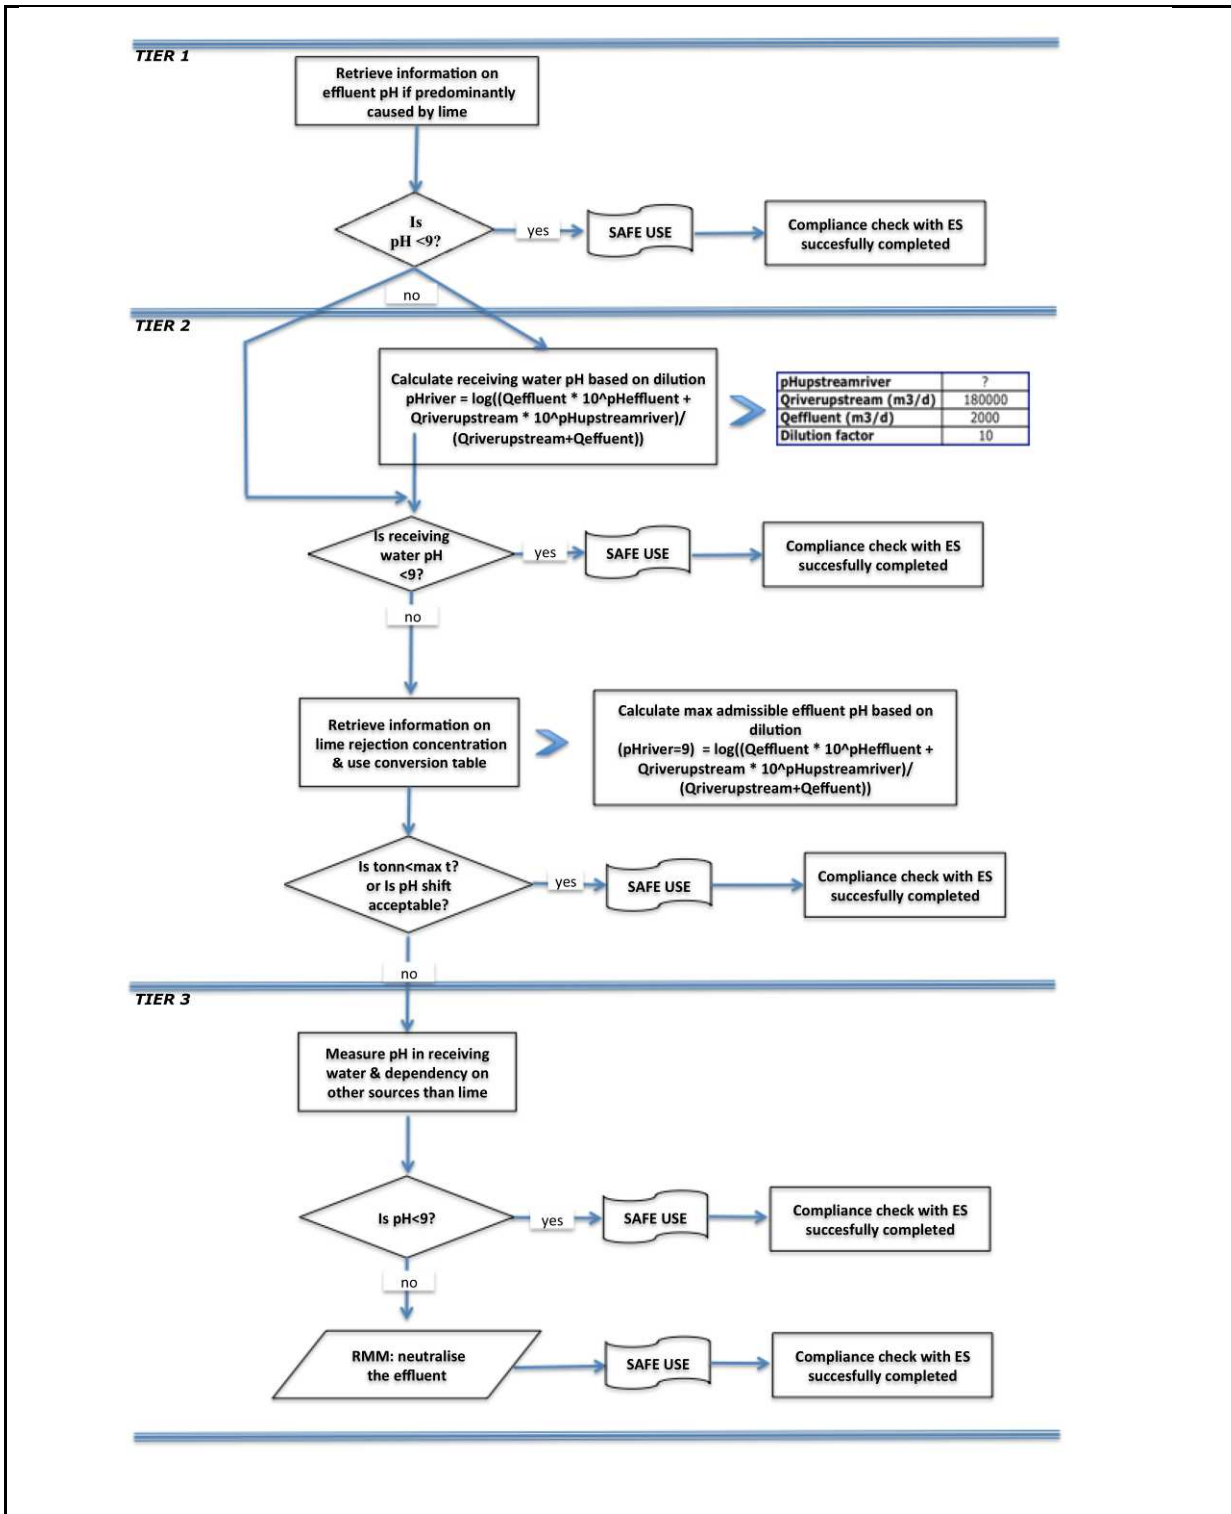 TIER 1
Retrieve information on
effluent pH if predominantly
caused by lime
Is
pH <9?
yes
SAFE USE
Compliance check with ES
succesfully completed
no
TIER 2
Calculate receiving water pH based on dilution
pHriver = log((Qeffluent * 10^pHeffluent +
Qriverupstream * 10^pHupstreamriver)/
(Qriverupstream+Qeffuent))
pHupstreamriver ?
Qriverupstream (m3/d) 180000
Qeffluent (m3/d) 2000
Dilution factor 10
Is receiving
water pH
<9?
yes
SAFE USE
Compliance check with ES
succesfully completed
no
Retrieve information on
lime rejection concentration
& use conversion table
Calculate max admissible effluent pH based on
dilution
(pHriver=9) = log((Qeffluent * 10^pHeffluent +
Qriverupstream * 10^pHupstreamriver)/
(Qriverupstream+Qeffuent))
Is tonn<max t?
or Is pH shift
acceptable?
yes
SAFE USE
Compliance check with ES
succesfully completed
no
TIER 3
Measure pH in receiving
water & dependency on
other sources than lime
Is pH<9?
yes
SAFE USE
Compliance check with ES
succesfully completed
no
RMM: neutralise
the effluent
SAFE USE
Compliance check with ES
succesfully completed